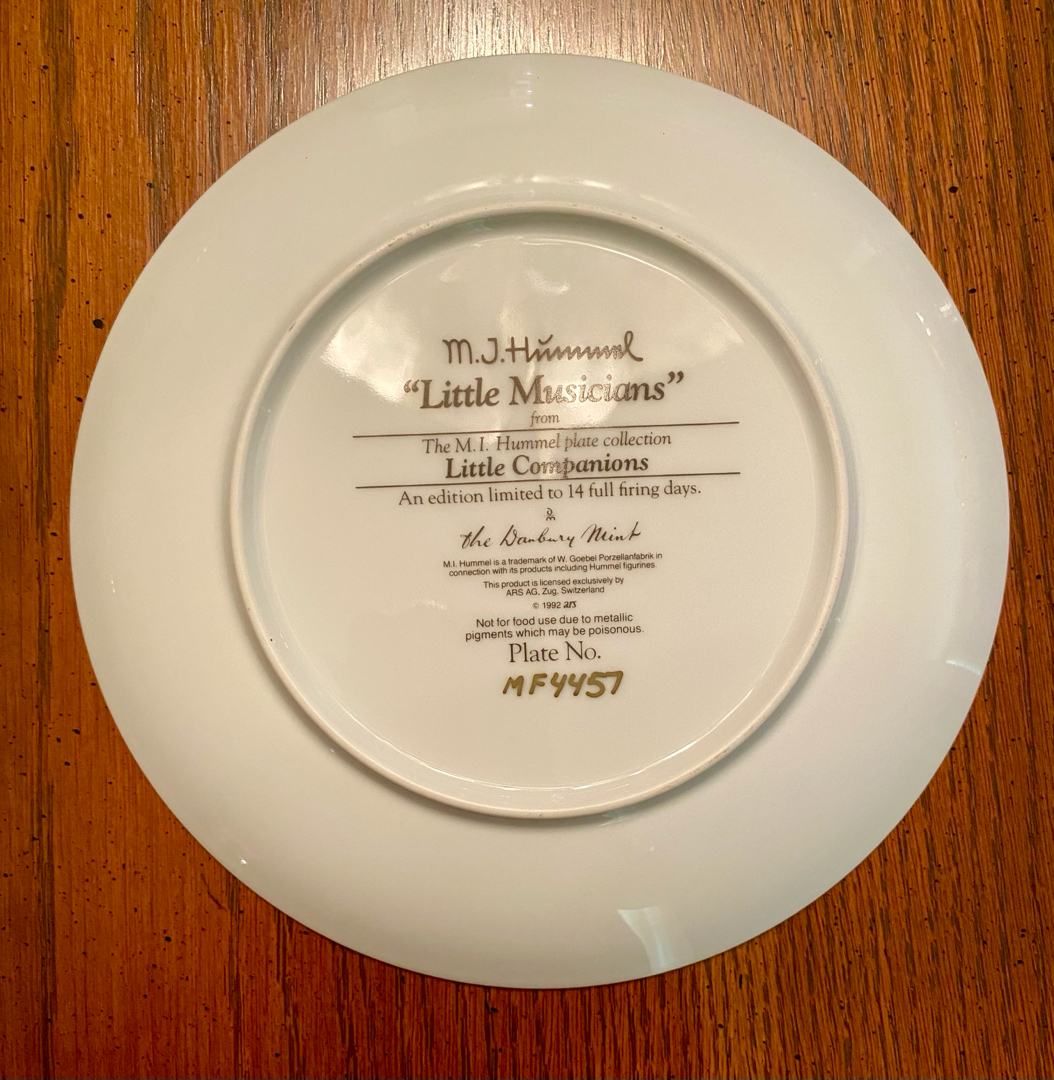 M.J.Hummel
“Little Musicians”
from
The M.I. Hummel plate collection
Little Companions
An edition limited to 14 full firing days.
the Danbury Mint
M.I. Hummel is a trademark of W. Goebel Porzellanfabrik in
connection with its products including Hummel figurines.
This product is licensed exclusively by
ARS AG, Zug, Switzerland
© 1992 ars
Not for food use due to metallic
pigments which may be poisonous.
Plate No.
MF4457